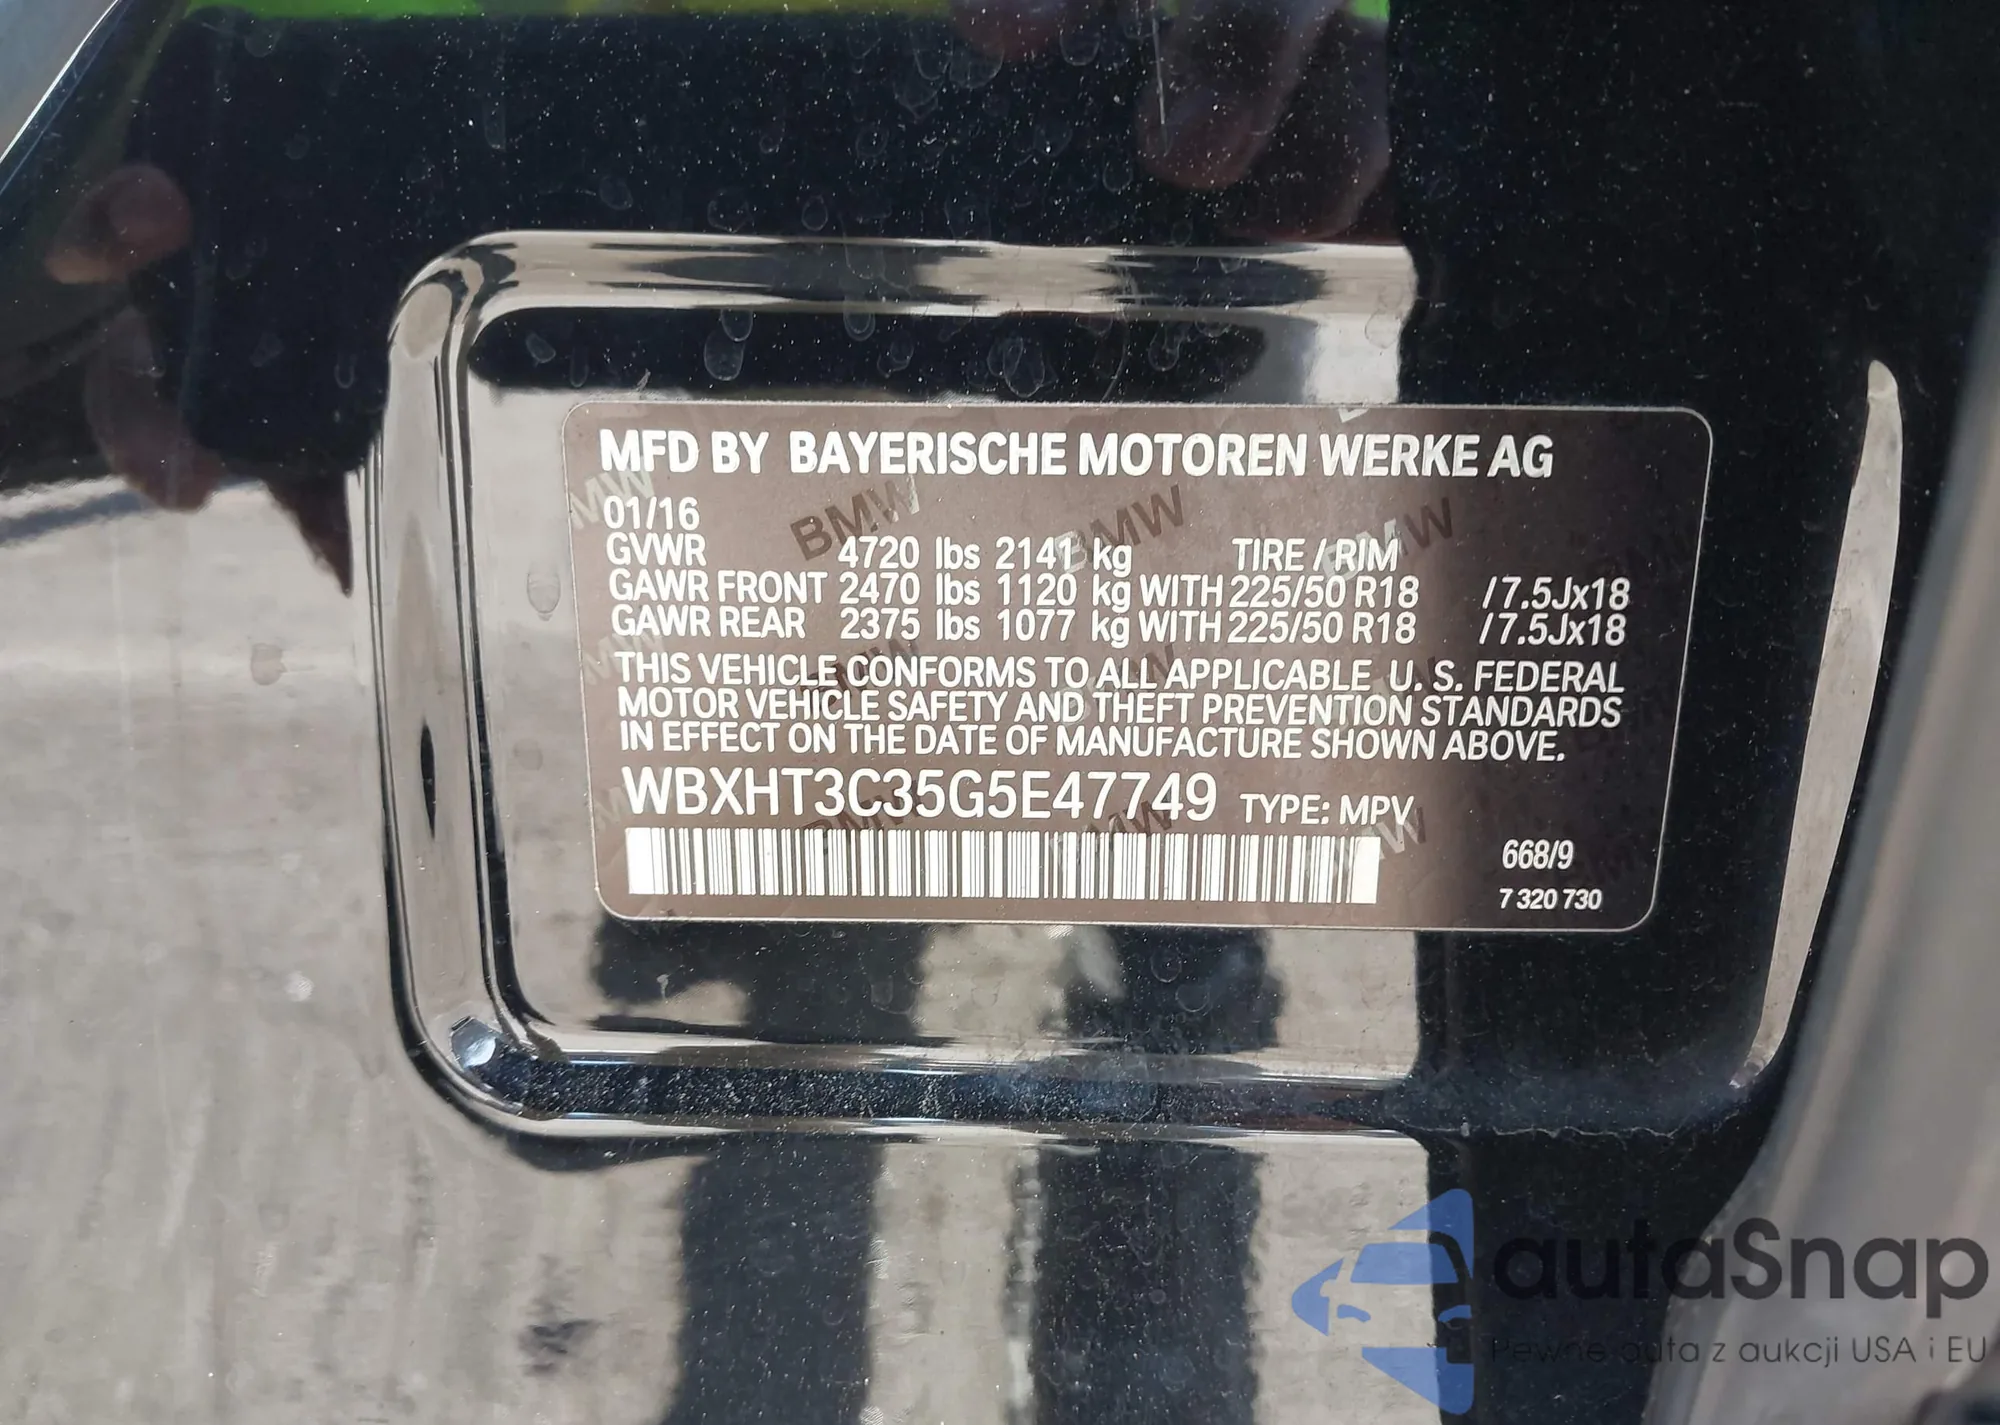 MFD BY BAYERISCHE MOTOREN WERKE AG
01/16
GVWR 4720 lbs 2141 kg TIRE / RIM
GAWR FRONT 2470 lbs 1120 kg WITH 225/50 R18 /7.5Jx18
GAWR REAR 2375 lbs 1077 kg WITH 225/50 R18 /7.5Jx18
THIS VEHICLE CONFORMS TO ALL APPLICABLE U. S. FEDERAL
MOTOR VEHICLE SAFETY AND THEFT PREVENTION STANDARDS
IN EFFECT ON THE DATE OF MANUFACTURE SHOWN ABOVE.
WBXHT3C35G5E47749 TYPE: MPV
668/9
7 320 730
autaSnap
Pewne auta z aukcji USA i EU